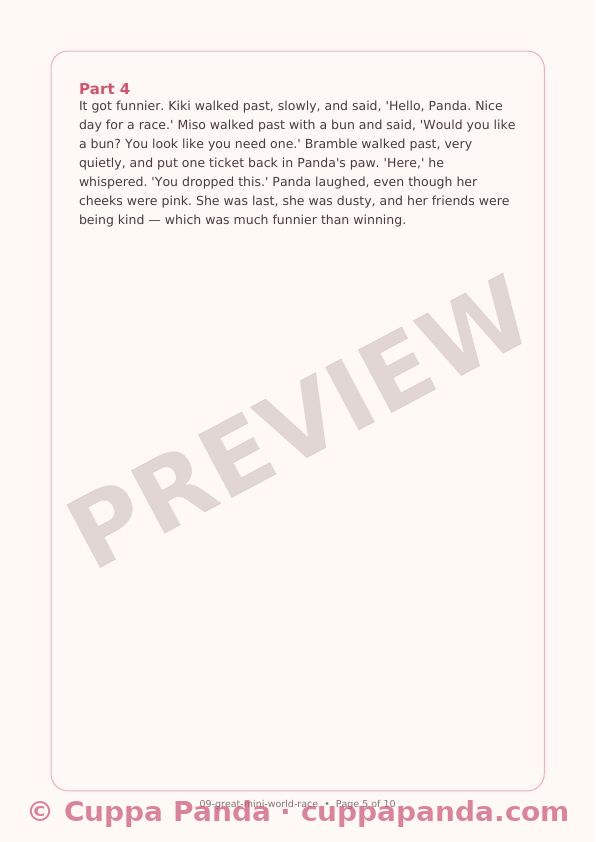 Part 4
It got funnier. Kiki walked past, slowly, and said, 'Hello, Panda. Nice
day for a race.' Miso walked past with a bun and said, 'Would you like
a bun? You look like you need one.' Bramble walked past, very
quietly, and put one ticket back in Panda's paw. 'Here,' he
whispered. 'You dropped this.' Panda laughed, even though her
cheeks were pink. She was last, she was dusty, and her friends were
being kind — which was much funnier than winning.
PREVIEW
09-great-mini-world-race • Page 5 of 10
© Cuppa Panda · cuppapanda.com